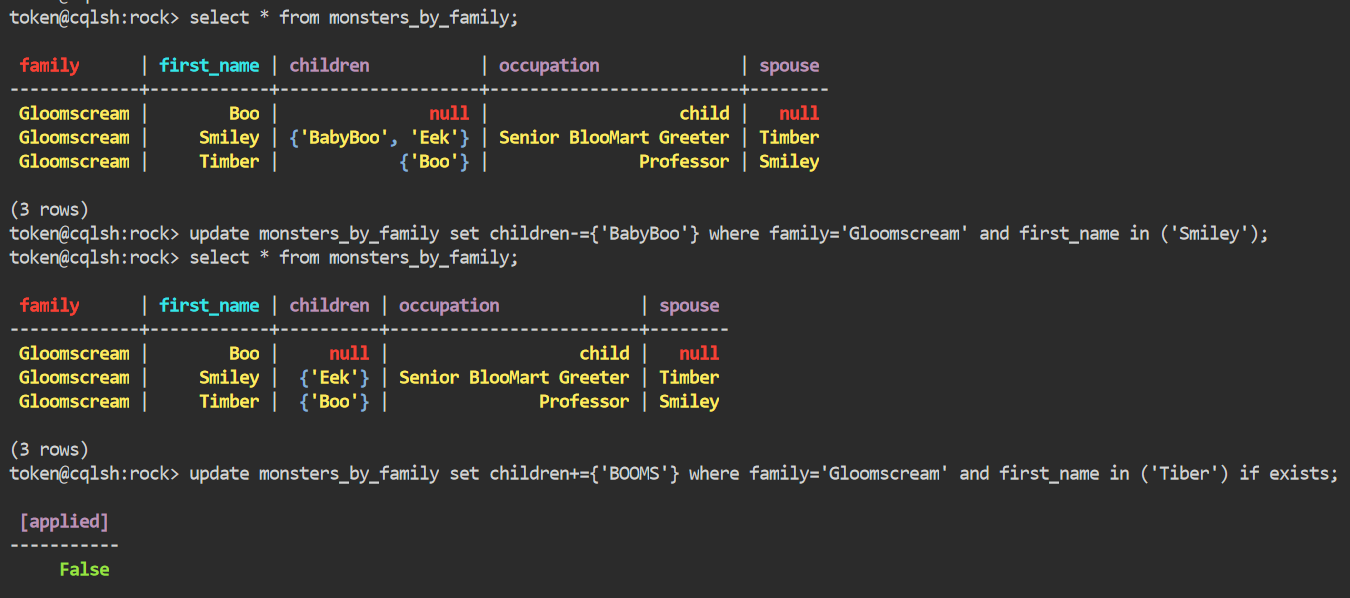 token@cqlsh:rock> select * from monsters_by_family;
family | first_name | children | occupation | spouse
-------------+------------+--------------------+-------------------------+--------
Gloomscream | Boo | null | child | null
Gloomscream | Smiley | {'BabyBoo', 'Eek'} | Senior BlooMart Greeter | Timber
Gloomscream | Timber | {'Boo'} | Professor | Smiley
(3 rows)
token@cqlsh:rock> update monsters_by_family set children-={'BabyBoo'} where family='Gloomscream' and first_name in ('Smiley');
token@cqlsh:rock> select * from monsters_by_family;
family | first_name | children | occupation | spouse
-------------+------------+----------+-------------------------+--------
Gloomscream | Boo | null | child | null
Gloomscream | Smiley | {'Eek'} | Senior BlooMart Greeter | Timber
Gloomscream | Timber | {'Boo'} | Professor | Smiley
(3 rows)
token@cqlsh:rock> update monsters_by_family set children+={'BOOMS'} where family='Gloomscream' and first_name in ('Tiber') if exists;
[applied]
-----------
False